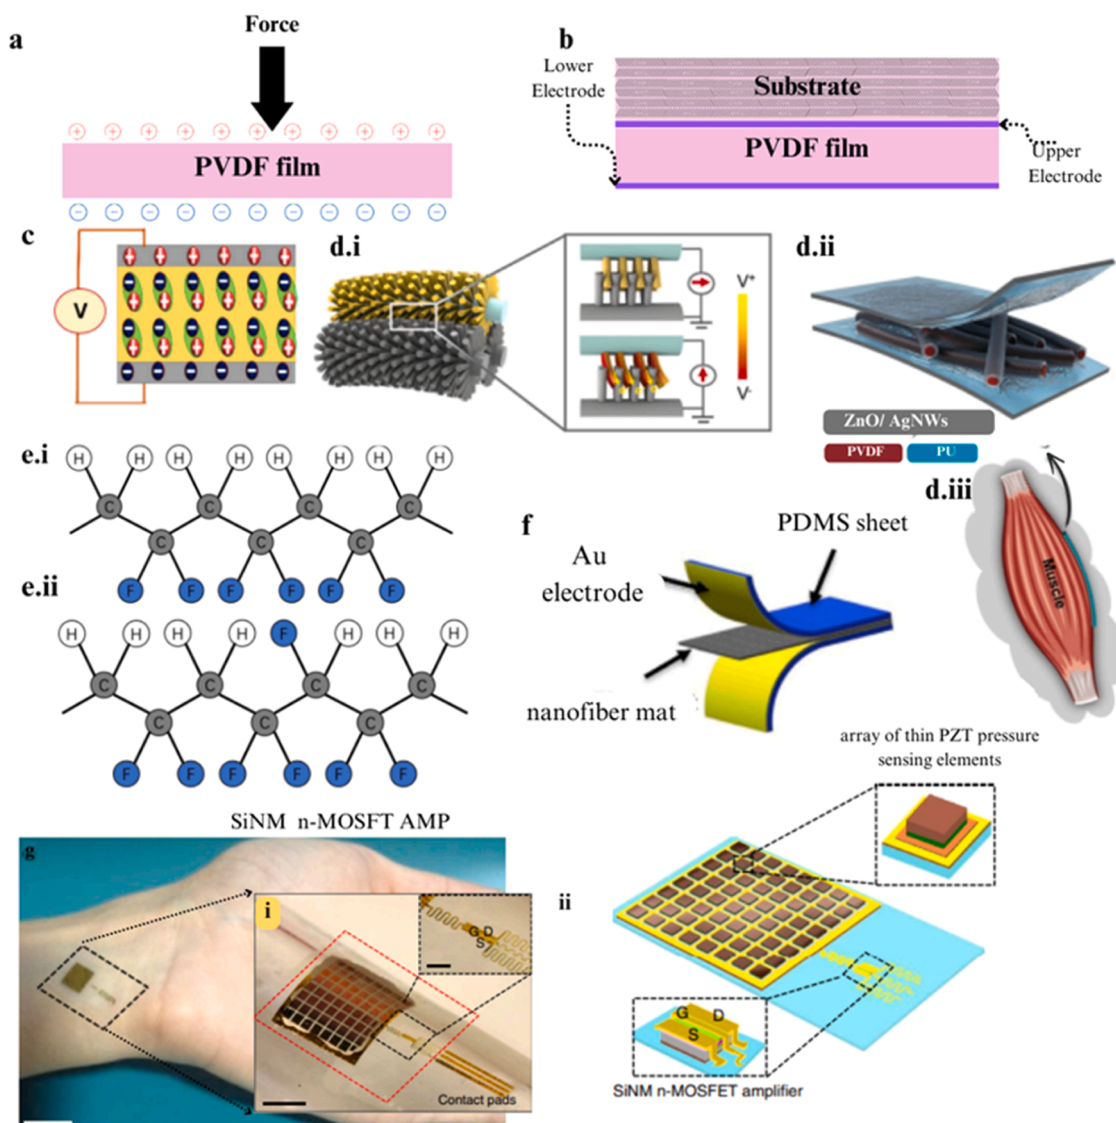 a
Force
b
Lower
Electrode
Substrate
PVDF film
PVDF film
Upper
Electrode
c
V
d.i
V+
V-
d.ii
ZnO/ AgNWs
PVDF
PU
e.i
H H H H H H H H
C C C C
C C C
F F F F F F
d.iii
Muscle
f
PDMS sheet
Au
electrode
nanofiber mat
e.ii
H H H H F H H H
C C C C
C C C
F F F F F F
array of thin PZT pressure
sensing elements
SiNM n-MOSFT AMP
g
i
G D
S
Contact pads
ii
G D
S
SiNM n-MOSFET amplifier